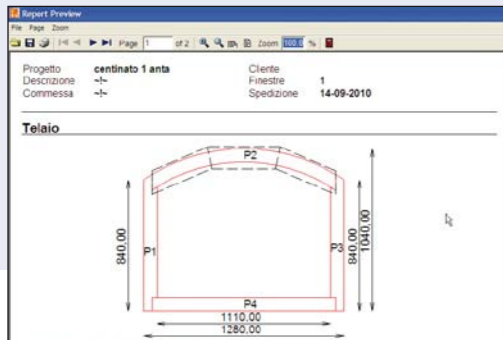 Report Preview
File Page Zoom
Page 1 of 2 Zoom 100.0 %
Progetto centinato 1 anta Cliente
Descrizione ~!~ Finestre 1
Commessa ~!~ Spedizione 14-09-2010
Telaio
P2
840,00 P1 P3 840,00 1040,00
P4
1110,00
1280,00